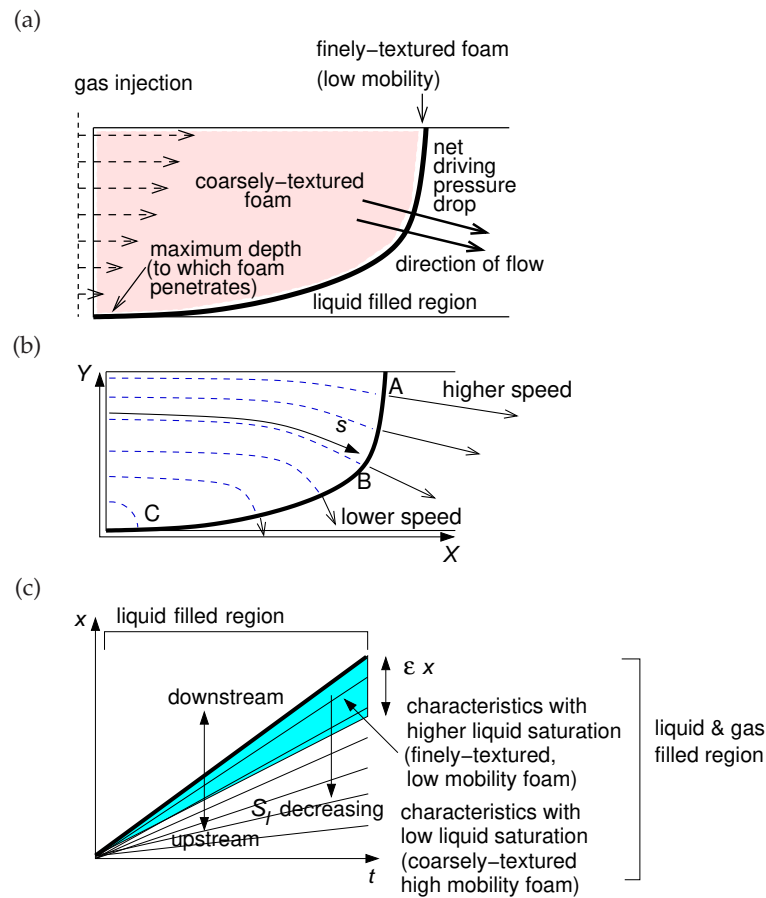 (a)
finely−textured foam
(low mobility)
gas injection
net
driving
pressure
drop
coarsely−textured
foam
maximum depth
(to which foam
penetrates)
direction of flow
liquid filled region
(b)
Y
A
higher speed
s
B
C
lower speed
X
(c)
x
liquid filled region
ε x
downstream
characteristics with
higher liquid saturation
(finely−textured,
low mobility foam)
liquid & gas
filled region
S_l decreasing
upstream
characteristics with
low liquid saturation
(coarsely−textured
high mobility foam)
t